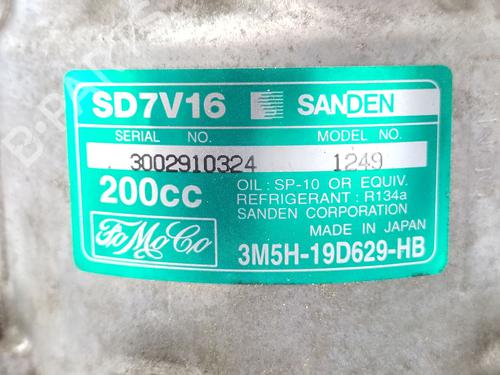 SD7V16 SANDEN
SERIAL NO. MODEL NO.
3002910324 1249
200cc OIL : SP-10 OR EQUIV.
REFRIGERANT : R134a
SANDEN CORPORATION
MADE IN JAPAN
FoMoCo 3M5H-19D629-HB
B-PARTS